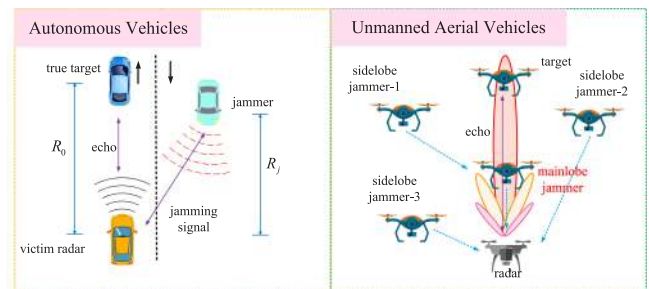 Autonomous Vehicles
true target
jammer
R₀
echo
Rⱼ
jamming
signal
victim radar
Unmanned Aerial Vehicles
target
sidelobe
jammer-1
sidelobe
jammer-2
echo
mainlobe
jammer
sidelobe
jammer-3
radar